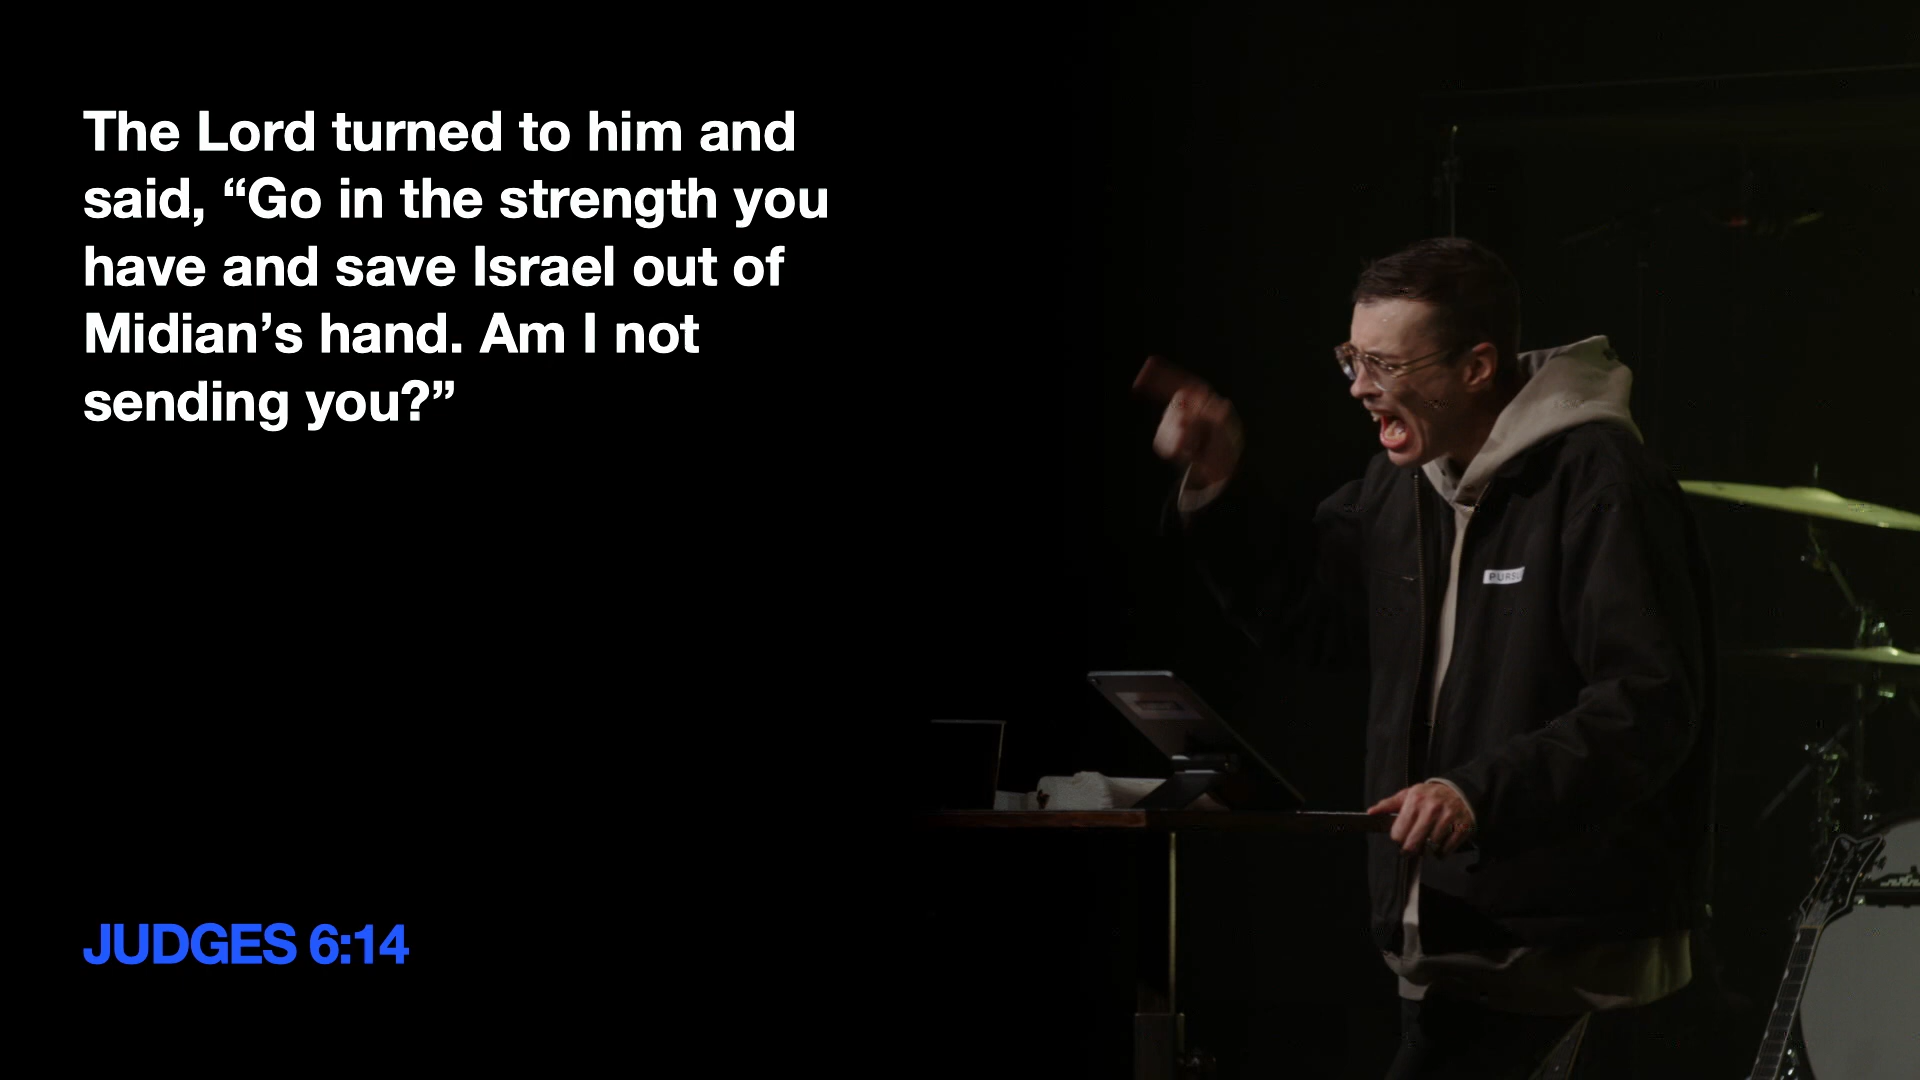 The Lord turned to him and
said, “Go in the strength you
have and save Israel out of
Midian’s hand. Am I not
sending you?”
JUDGES 6:14